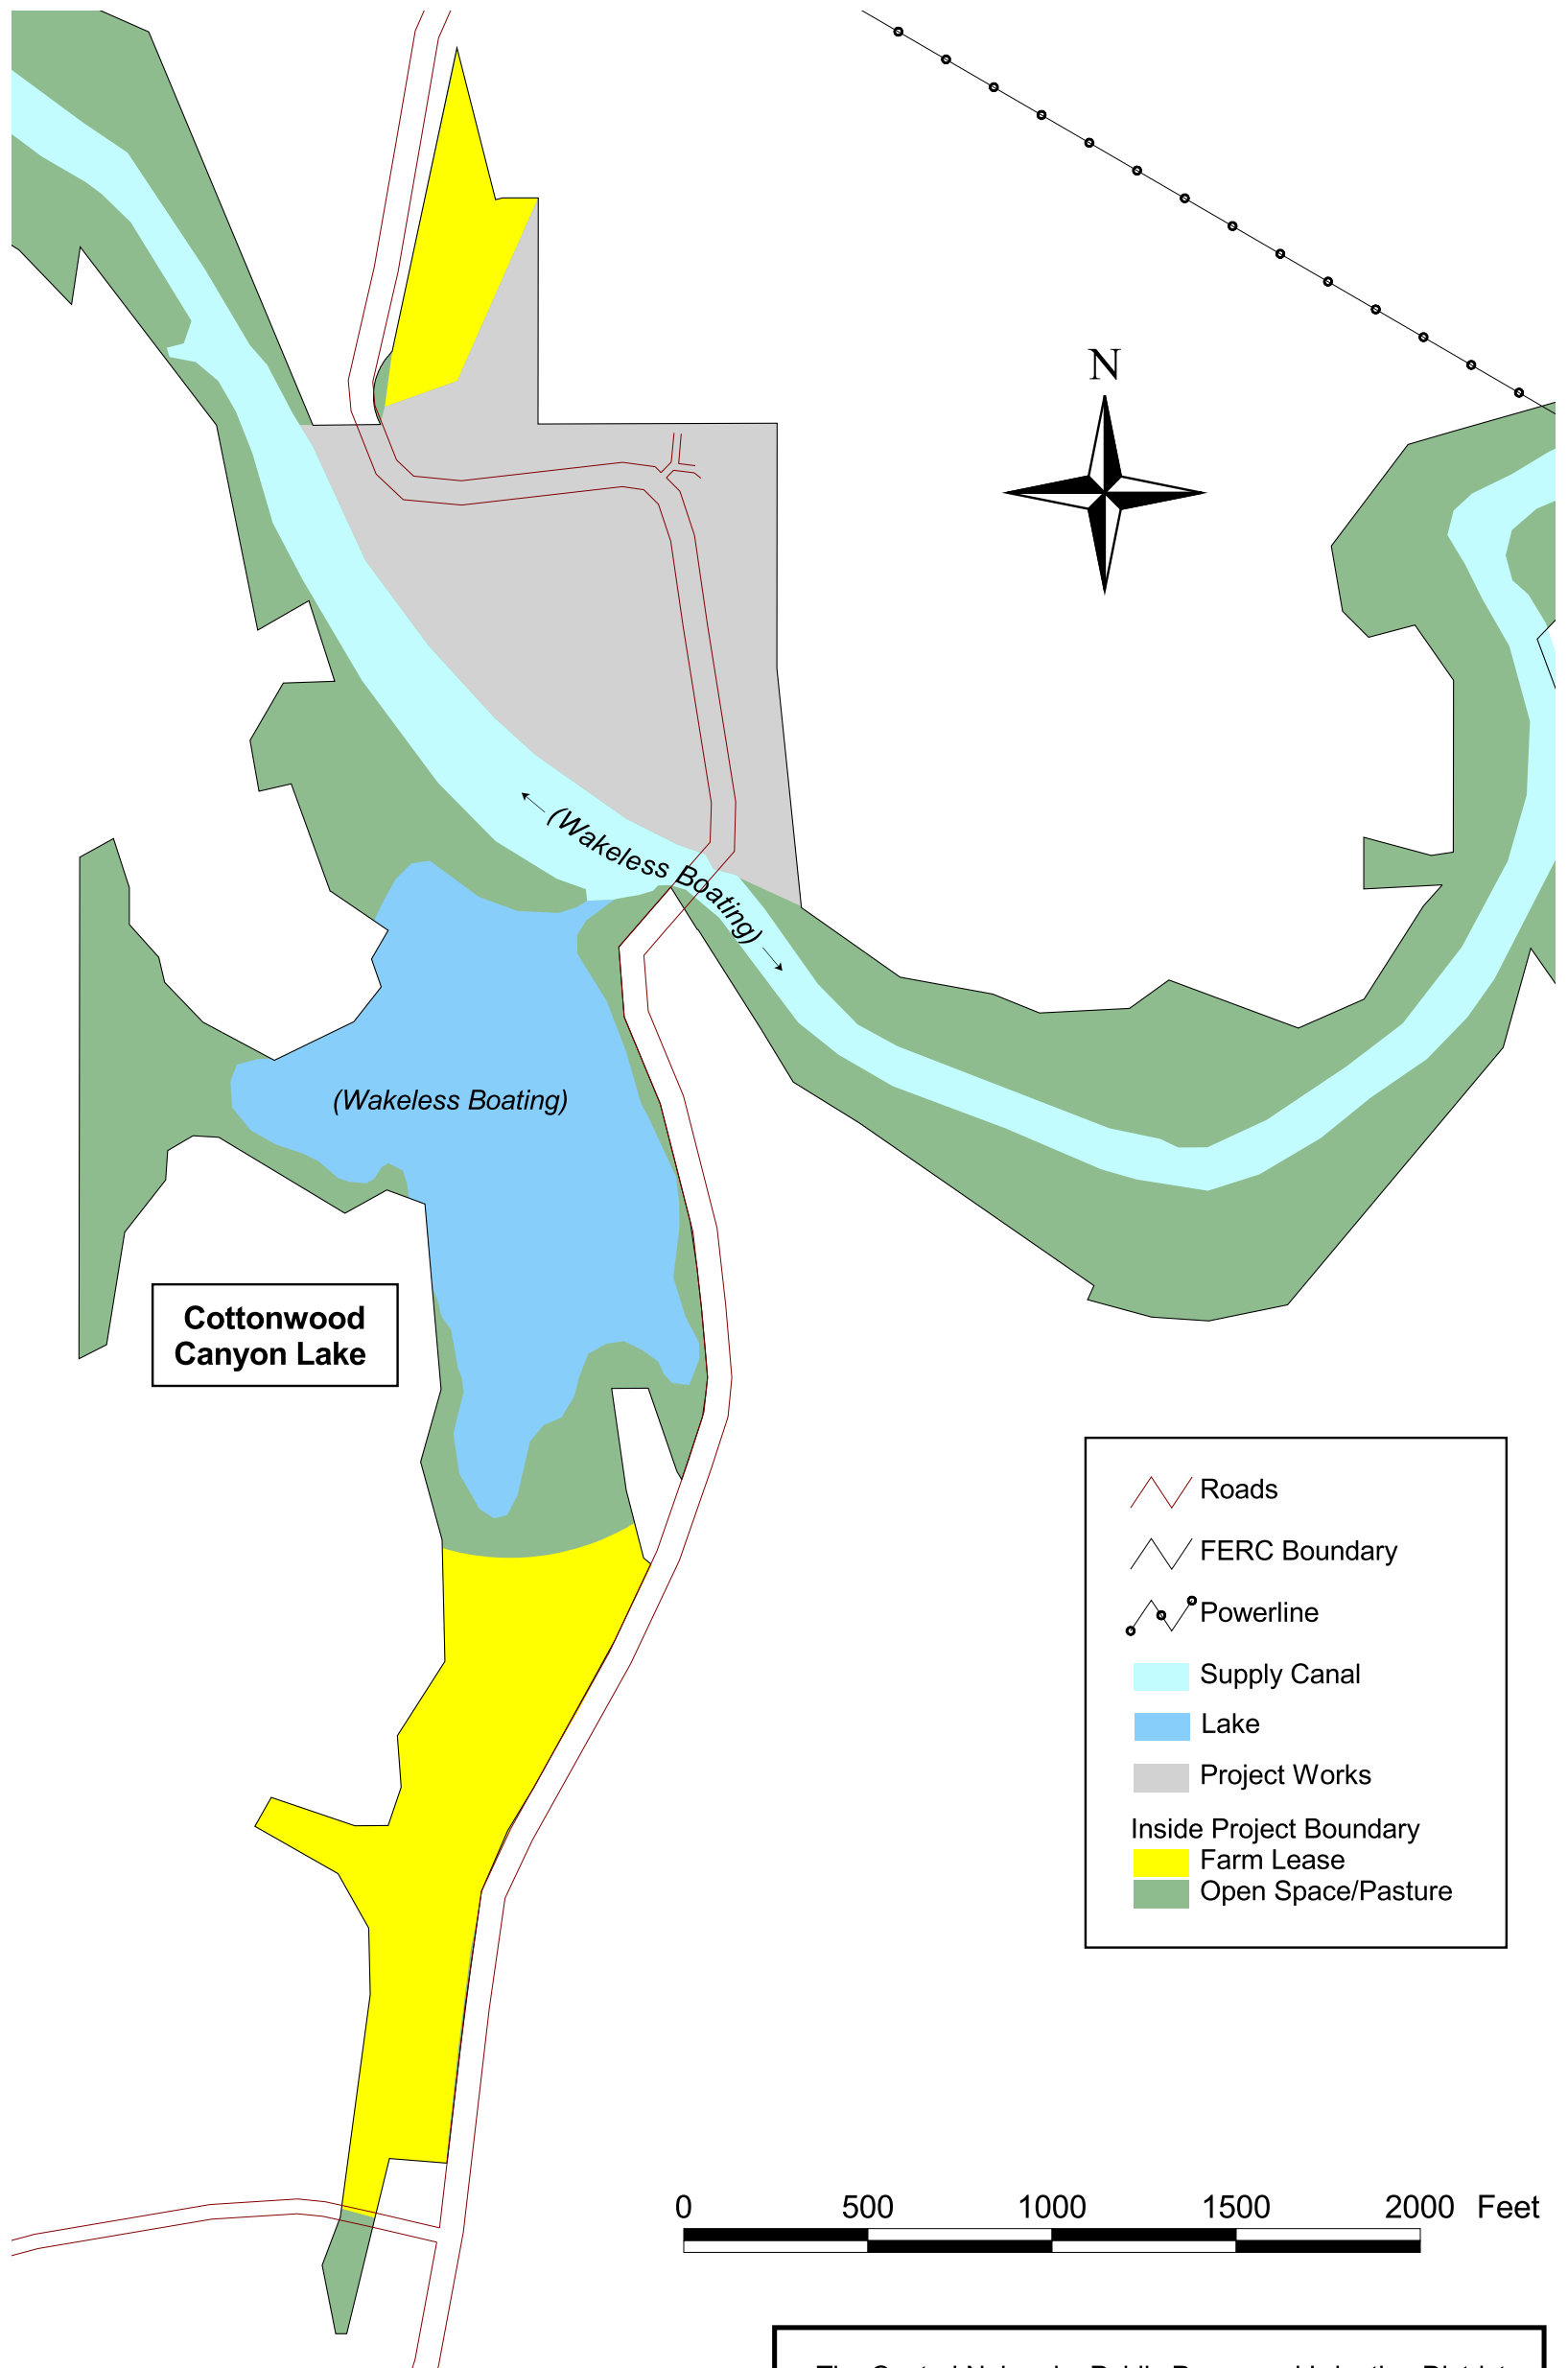 N
(Wakeless Boating)
(Wakeless Boating)
Cottonwood
Canyon Lake
Roads
FERC Boundary
Powerline
Supply Canal
Lake
Project Works
Inside Project Boundary
Farm Lease
Open Space/Pasture
0 500 1000 1500 2000 Feet